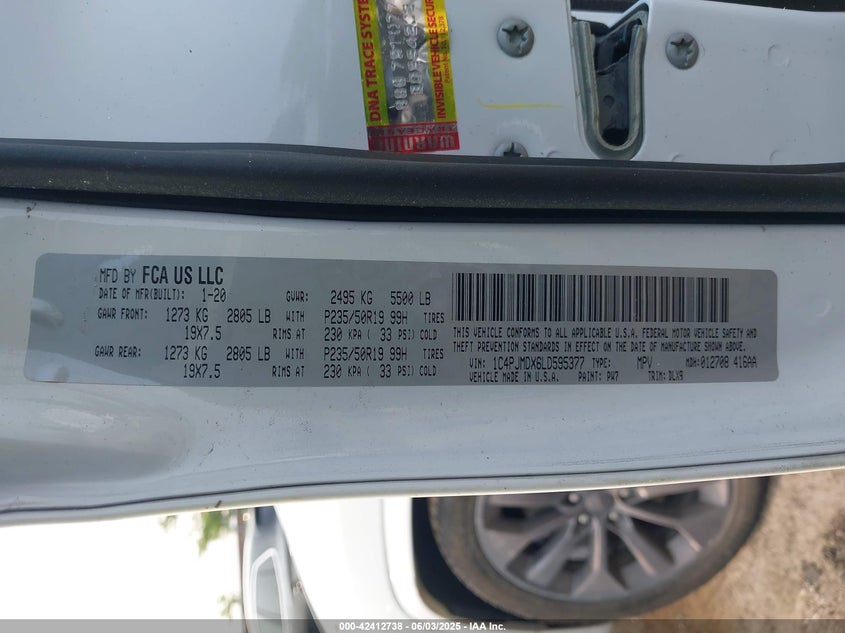 DNA TRACE SYSTEM
INVISIBLE VEHICLE SECUR
MFD BY FCA US LLC
DATE OF MFR(BUILT): 1-20 GVWR: 2495 KG 5500 LB
GAWR FRONT: 1273 KG 2805 LB WITH P235/50R19 99H TIRES
19X7.5 RIMS AT 230 KPA ( 33 PSI) COLD
GAWR REAR: 1273 KG 2805 LB WITH P235/50R19 99H TIRES
19X7.5 RIMS AT 230 KPA ( 33 PSI) COLD
THIS VEHICLE CONFORMS TO ALL APPLICABLE U.S.A. FEDERAL MOTOR VEHICLE SAFETY, BUMPER, AND
THEFT PREVENTION STANDARDS IN EFFECT ON THE DATE OF MANUFACTURE SHOWN ABOVE.
VIN: 1C4PJMDX6LD595377 TYPE: MPV MDH: 012708 416AA
VEHICLE MADE IN U.S.A. PAINT: PW7 TRIM: DLX9
000-42412738 - 06/03/2025 - IAA Inc.